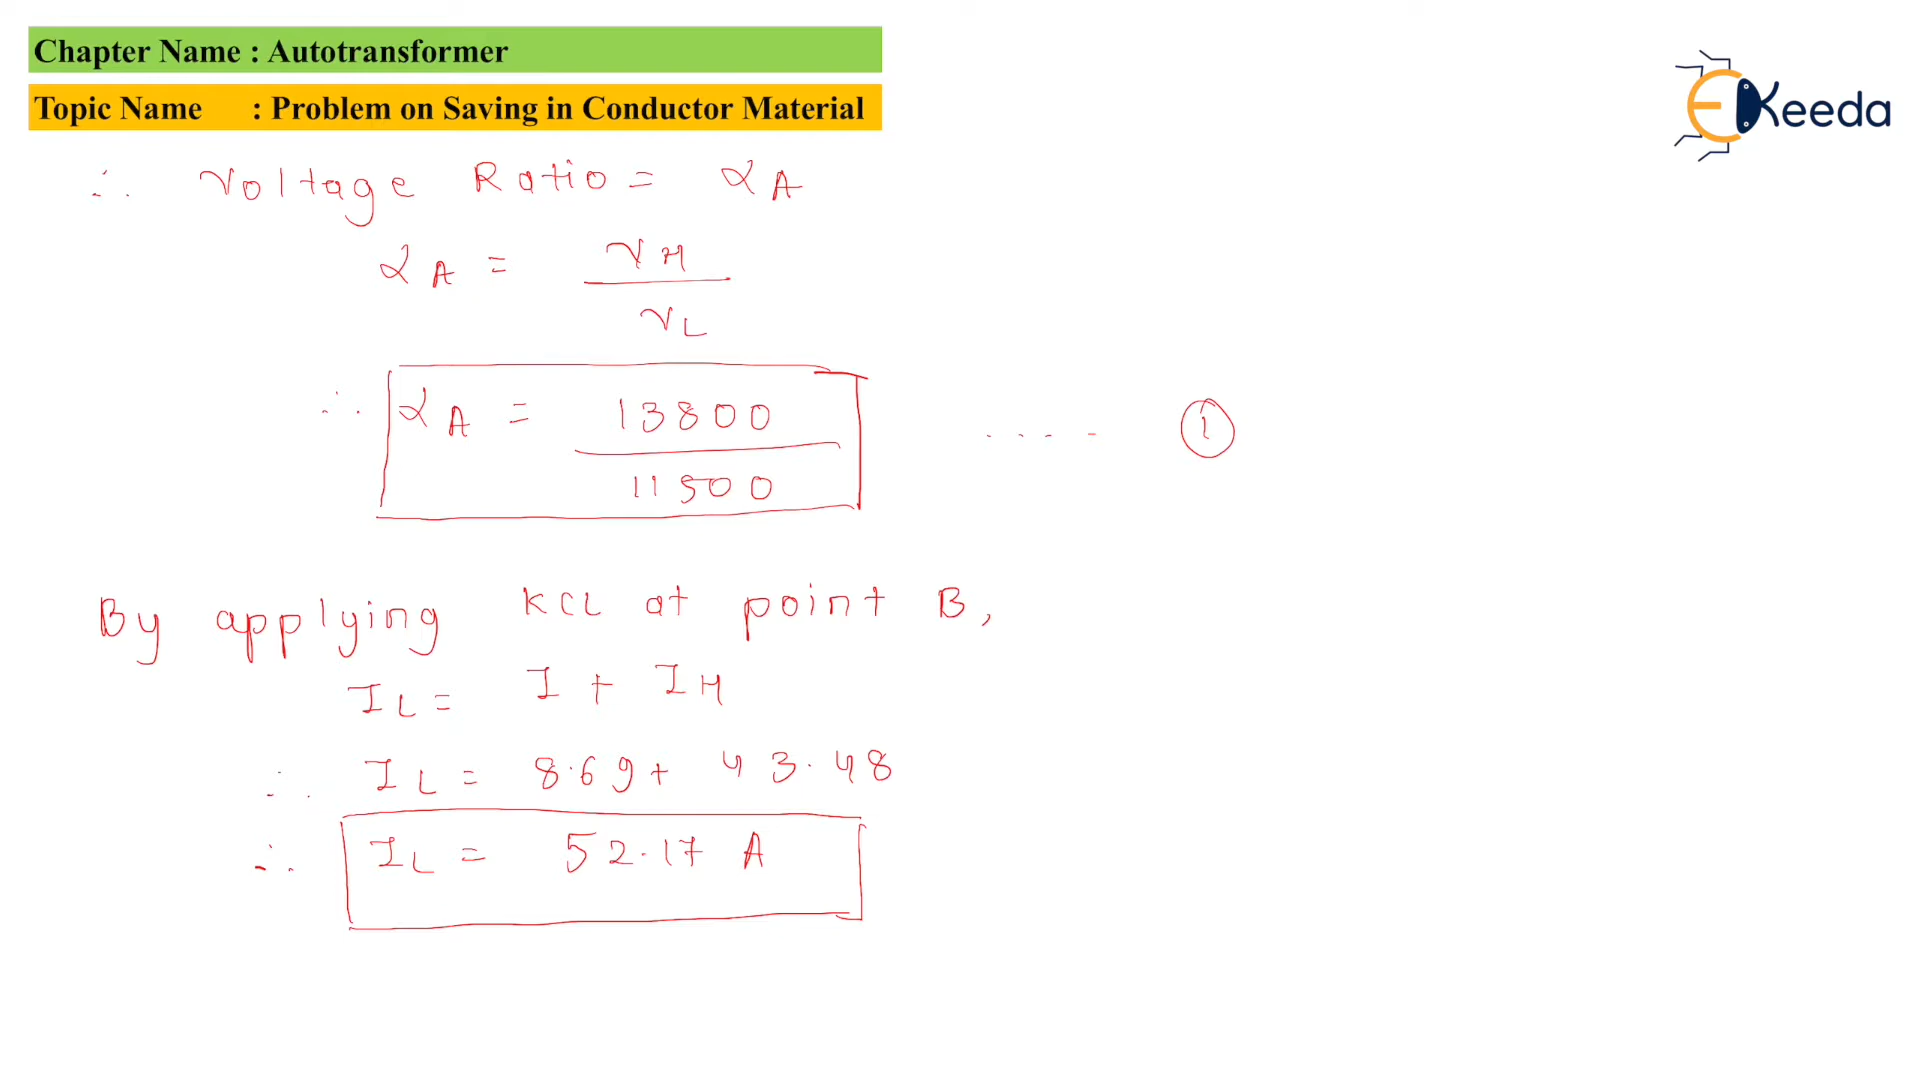 Chapter Name : Autotransformer
Topic Name : Problem on Saving in Conductor Material
EKeeda
∴ Voltage Ratio = αA
αA = VH / VL
∴ αA = 13800 / 11500 .... ①
By applying KCL at point B,
IL = I + IH
∴ IL = 8.69 + 43.48
∴ IL = 52.17 A